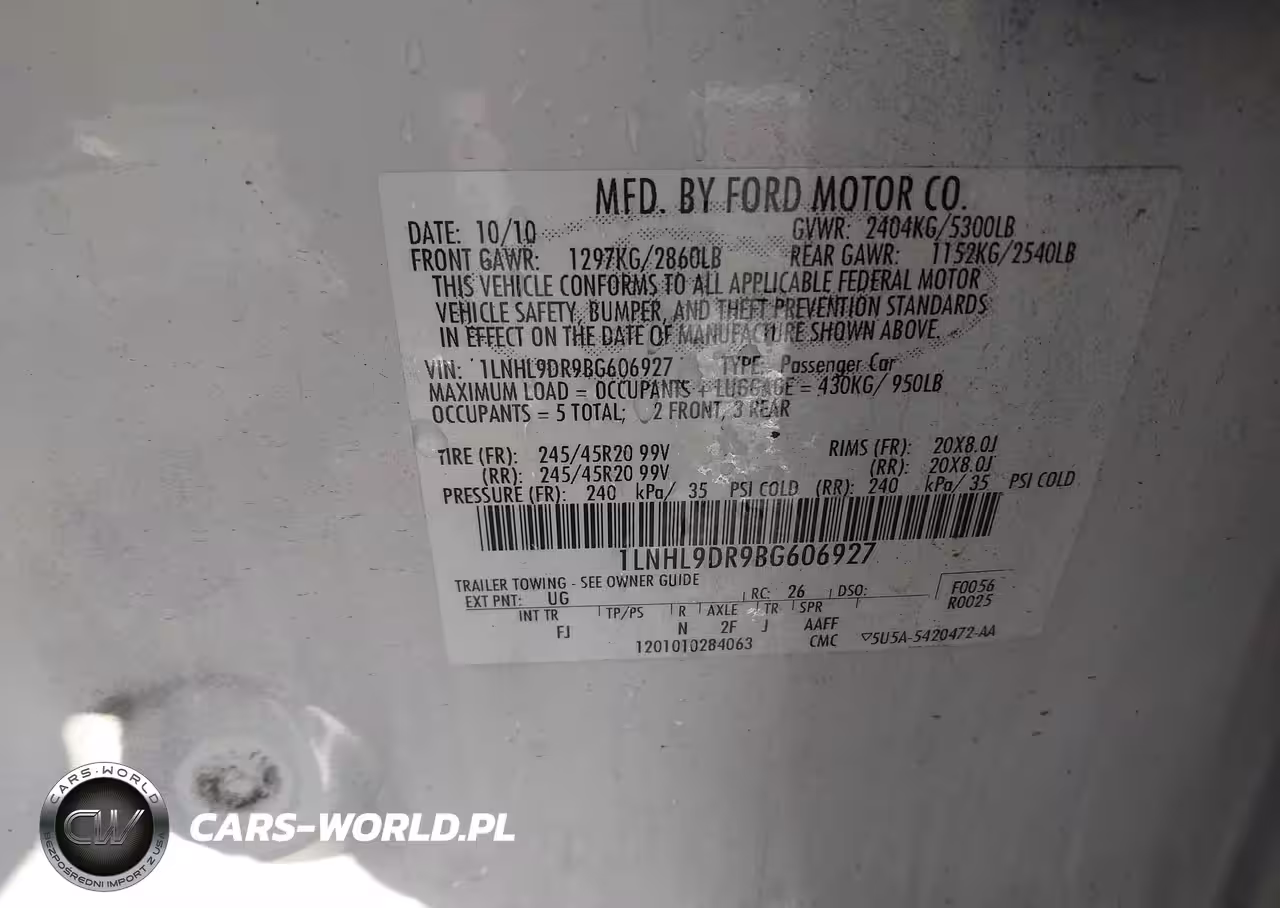 MFD. BY FORD MOTOR CO.
DATE: 10/10 GVWR: 2404KG/5300LB
FRONT GAWR: 1297KG/2860LB REAR GAWR: 1152KG/2540LB
THIS VEHICLE CONFORMS TO ALL APPLICABLE FEDERAL MOTOR
VEHICLE SAFETY, BUMPER, AND THEFT PREVENTION STANDARDS
IN EFFECT ON THE DATE OF MANUFACTURE SHOWN ABOVE.
VIN: 1LNHL9DR9BG606927 TYPE: Passenger Car
MAXIMUM LOAD = OCCUPANTS + LUGGAGE = 430KG/ 950LB
OCCUPANTS = 5 TOTAL; 2 FRONT, 3 REAR
TIRE (FR): 245/45R20 99V RIMS (FR): 20X8.0J
(RR): 245/45R20 99V (RR): 20X8.0J
PRESSURE (FR): 240 kPa/ 35 PSI COLD (RR): 240 kPa/ 35 PSI COLD
1LNHL9DR9BG606927
TRAILER TOWING - SEE OWNER GUIDE
EXT PNT: UG RC: 26 DSO: F0056
R0025
INT TR TP/PS R AXLE TR SPR
FJ N 2F J AAFF
1201010284063 CMC 5U5A-5420472-AA
CARS-WORLD
CW
BEZPOŚREDNI IMPORT Z USA
CARS-WORLD.PL